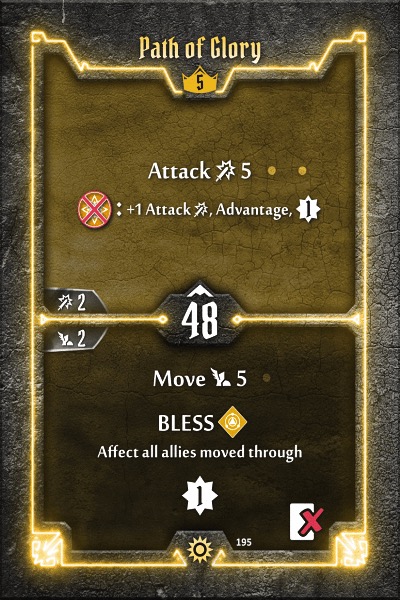 Path of Glory
5
Attack 5
: +1 Attack , Advantage, 1
2
48
2
Move 5
BLESS
Affect all allies moved through
1
195